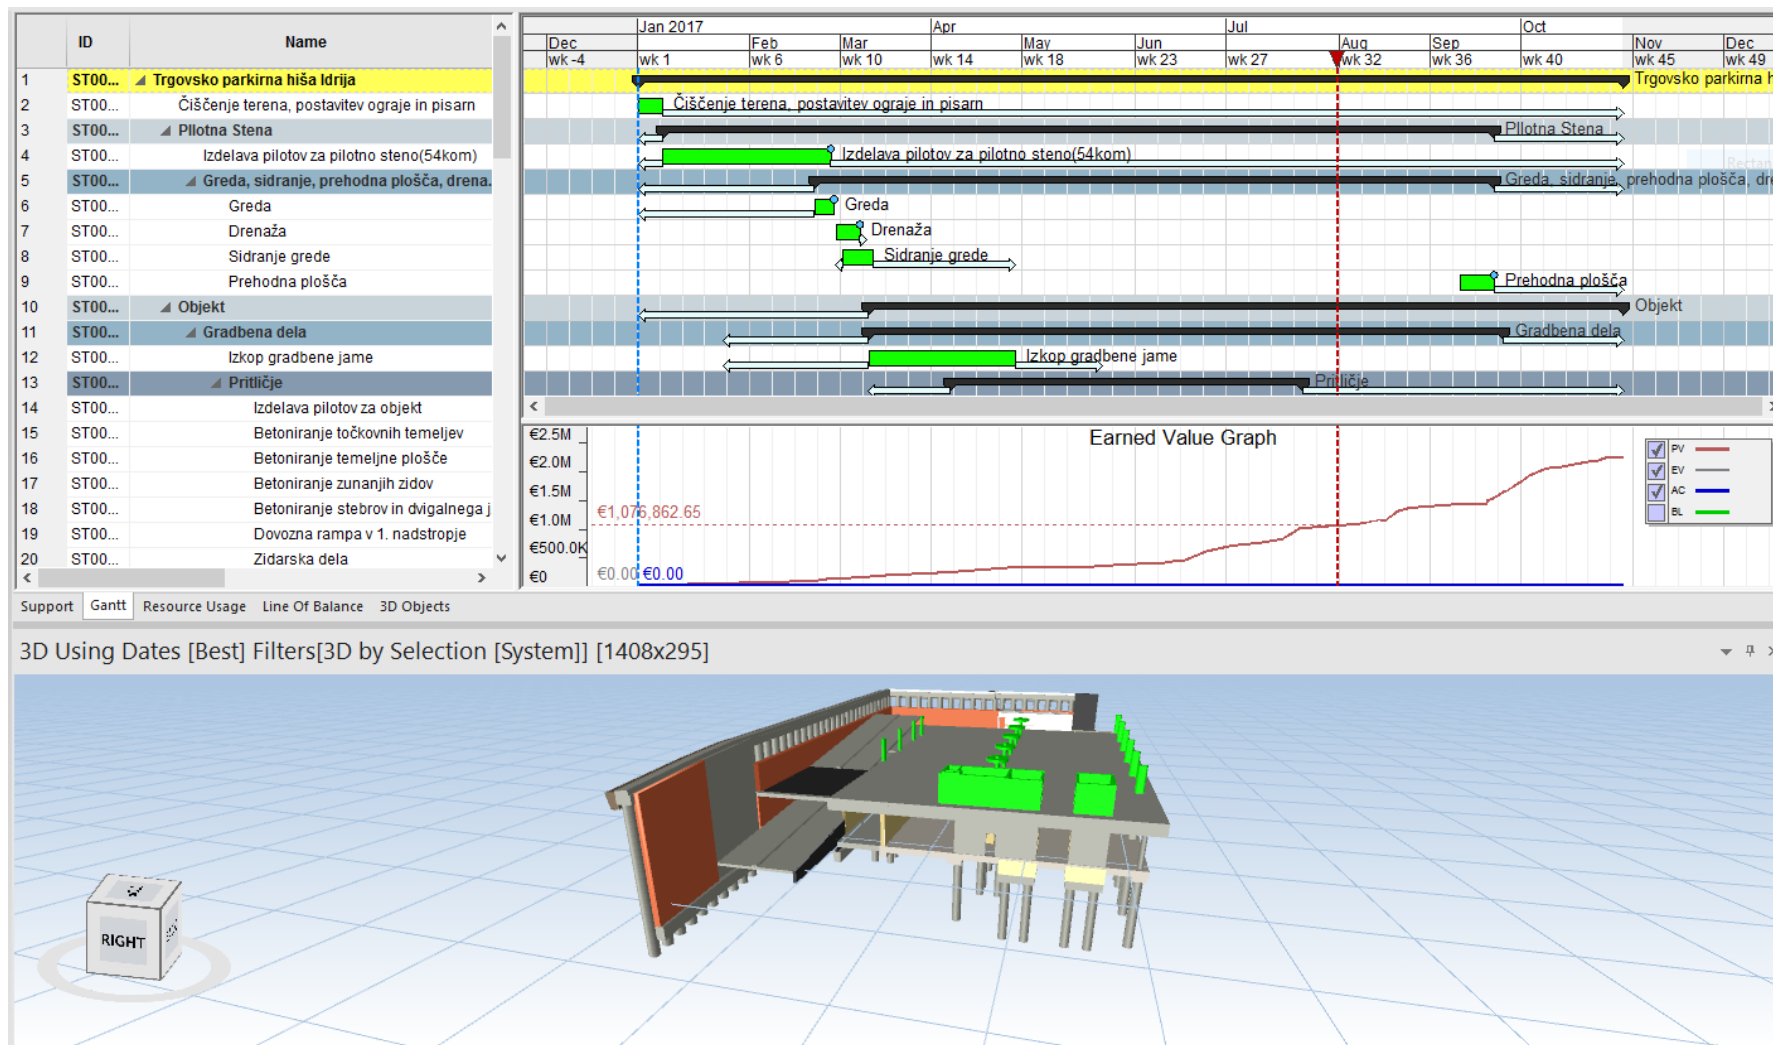 ID Name
1 ST00... Trgovsko parkirna hiša Idrija
2 ST00... Čiščenje terena, postavitev ograje in pisarn
3 ST00... PIlotna Stena
4 ST00... Izdelava pilotov za pilotno steno(54kom)
5 ST00... Greda, sidranje, prehodna plošča, drena.
6 ST00... Greda
7 ST00... Drenaža
8 ST00... Sidranje grede
9 ST00... Prehodna plošča
10 ST00... Objekt
11 ST00... Gradbena dela
12 ST00... Izkop gradbene jame
13 ST00... Pritličje
14 ST00... Izdelava pilotov za objekt
15 ST00... Betoniranje točkovnih temeljev
16 ST00... Betoniranje temeljne plošče
17 ST00... Betoniranje zunanjih zidov
18 ST00... Betoniranje stebrov in dvigalnega j
19 ST00... Dovozna rampa v 1. nadstropje
20 ST00... Zidarska dela
Jan 2017 Apr Jul Oct
Dec Feb Mar May Jun Aug Sep Nov Dec
wk -4 wk 1 wk 6 wk 10 wk 14 wk 18 wk 23 wk 27 wk 32 wk 36 wk 40 wk 45 wk 49
Trgovsko parkirna h
Čiščenje terena, postavitev ograje in pisarn
PIlotna Stena
Izdelava pilotov za pilotno steno(54kom)
Rectan
Greda, sidranje, prehodna plošča, dre
Greda
Drenaža
Sidranje grede
Prehodna plošča
Objekt
Gradbena dela
Izkop gradbene jame
Pritličje
Earned Value Graph
€2.5M
€2.0M
€1.5M
€1.0M
€500.0K
€0
€1,076,862.65
€0.00 €0.00
PV
EV
AC
BL
Support Gantt Resource Usage Line Of Balance 3D Objects
3D Using Dates [Best] Filters[3D by Selection [System]] [1408x295]
RIGHT